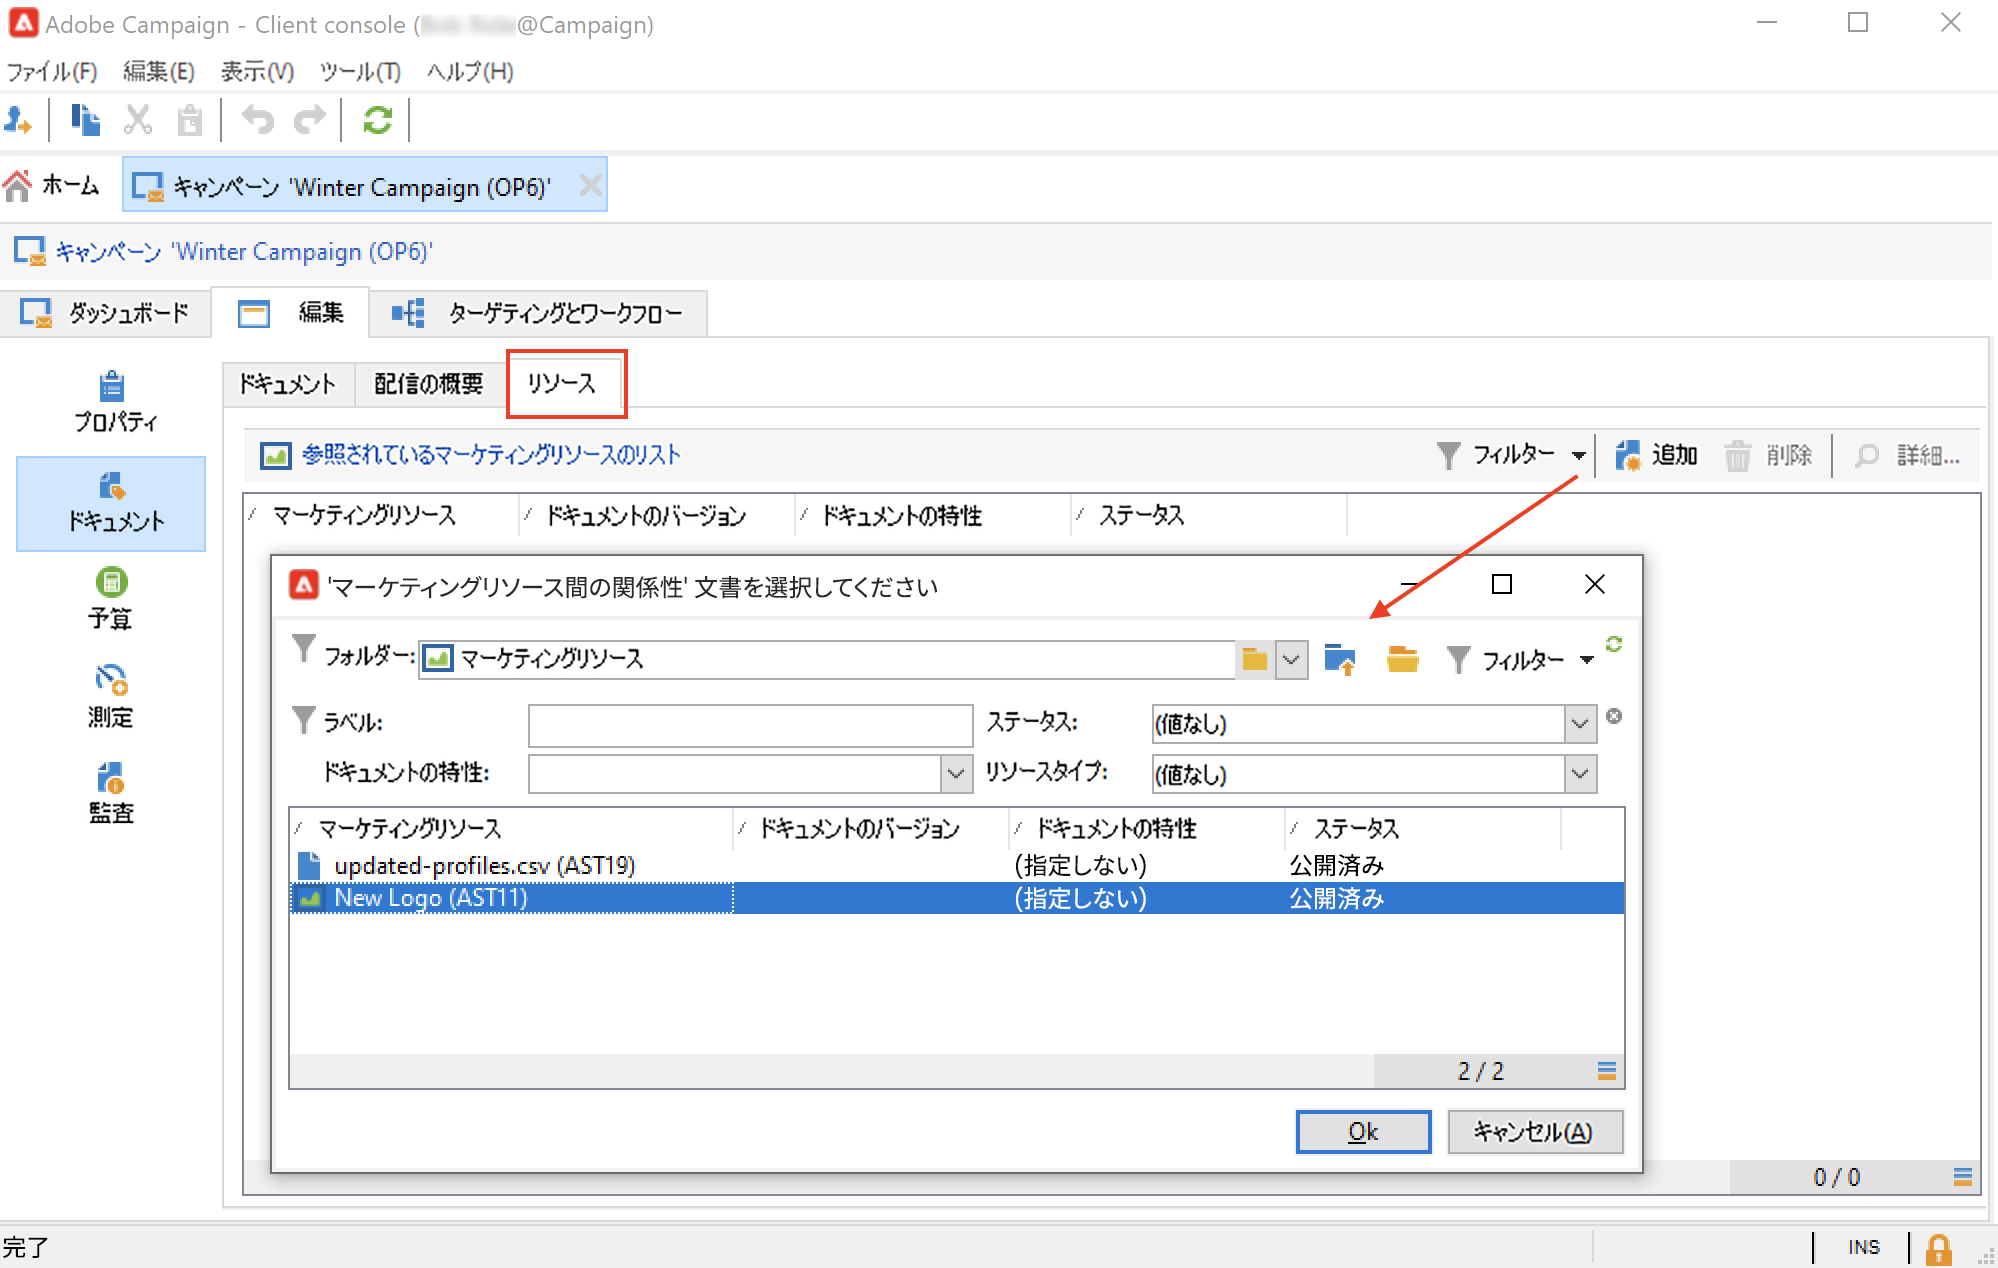 Adobe Campaign - Client console (@Campaign)
ファイル(F) 編集(E) 表示(V) ツール(T) ヘルプ(H)
ホーム キャンペーン 'Winter Campaign (OP6)'
キャンペーン 'Winter Campaign (OP6)'
ダッシュボード 編集 ターゲティングとワークフロー
プロパティ
ドキュメント
予算
測定
監査
ドキュメント 配信の概要 リソース
参照されているマーケティングリソースのリスト フィルター 追加 削除 詳細...
マーケティングリソース ドキュメントのバージョン ドキュメントの特性 ステータス
'マーケティングリソース間の関係性' 文書を選択してください
フォルダー: マーケティングリソース フィルター
ラベル: ステータス: (値なし)
ドキュメントの特性: リソースタイプ: (値なし)
マーケティングリソース ドキュメントのバージョン ドキュメントの特性 ステータス
updated-profiles.csv (AST19) (指定しない) 公開済み
New Logo (AST11) (指定しない) 公開済み
2 / 2
Ok キャンセル(A)
0 / 0
完了 INS